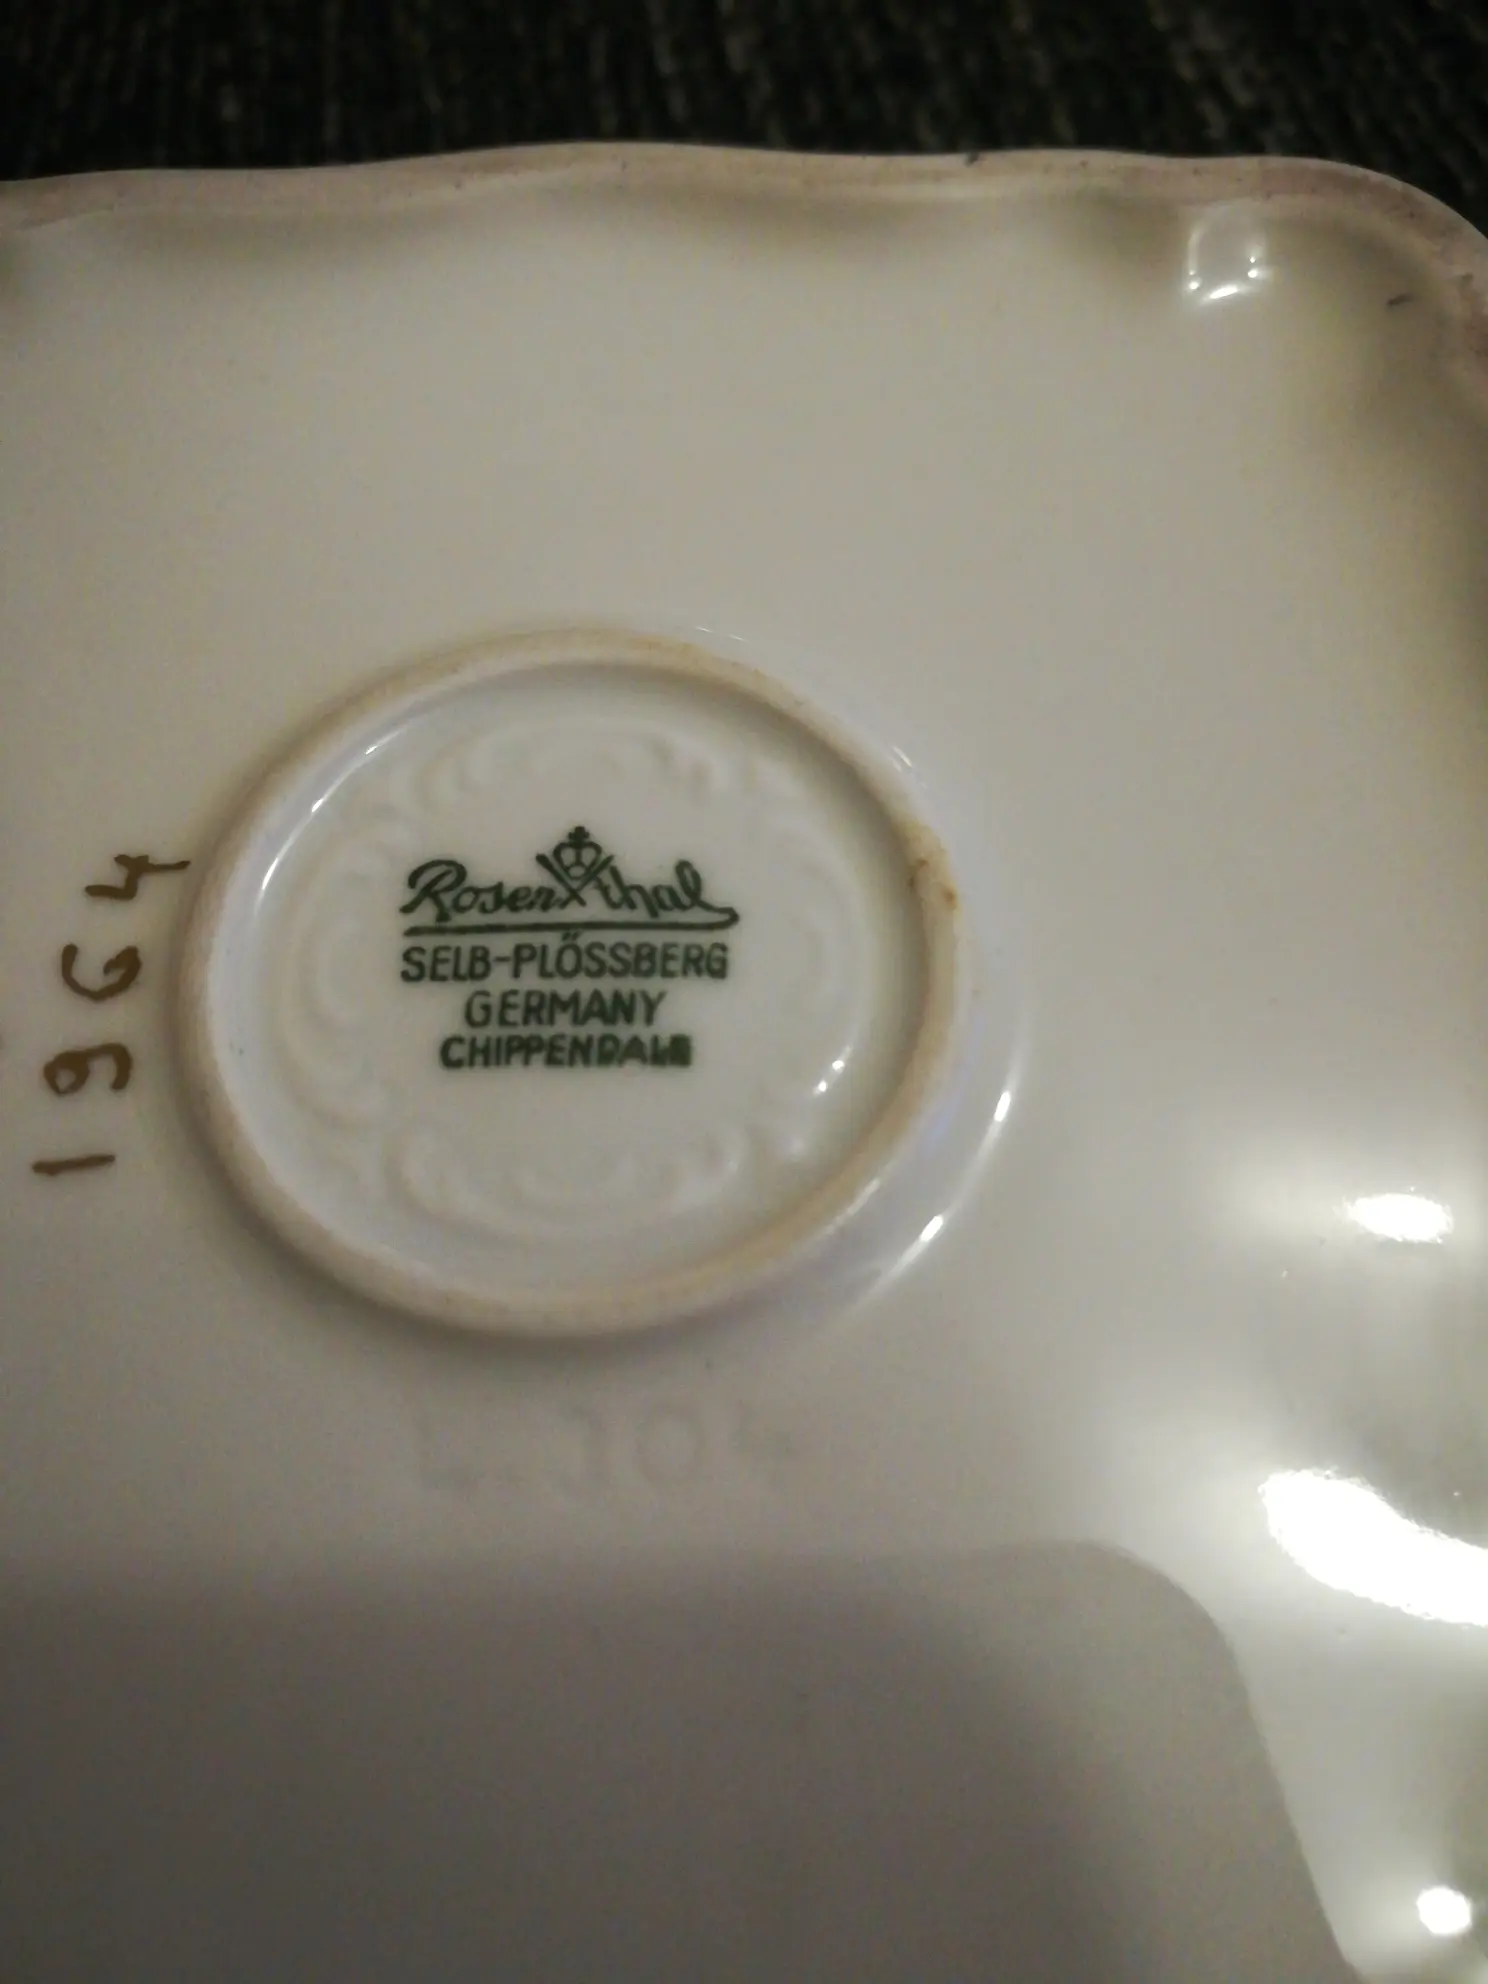 Rosenthal
SELB-PLÖSSBERG
GERMANY
CHIPPENDALE
1964